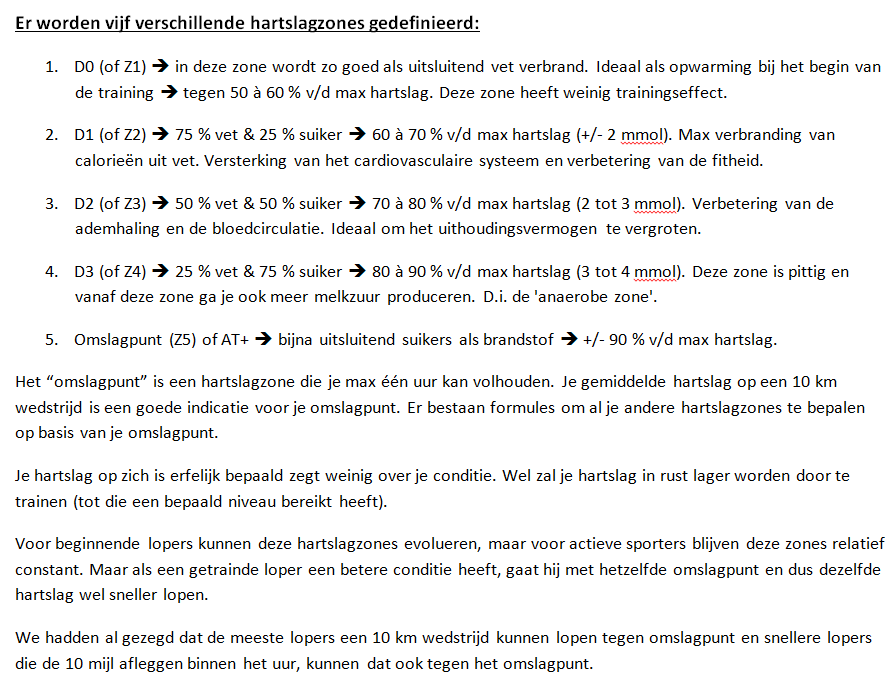 Er worden vijf verschillende hartslagzones gedefinieerd:
1. D0 (of Z1) ➔ in deze zone wordt zo goed als uitsluitend vet verbrand. Ideaal als opwarming bij het begin van
de training ➔ tegen 50 à 60 % v/d max hartslag. Deze zone heeft weinig trainingseffect.
2. D1 (of Z2) ➔ 75 % vet & 25 % suiker ➔ 60 à 70 % v/d max hartslag (+/- 2 mmol). Max verbranding van
calorieën uit vet. Versterking van het cardiovasculaire systeem en verbetering van de fitheid.
3. D2 (of Z3) ➔ 50 % vet & 50 % suiker ➔ 70 à 80 % v/d max hartslag (2 tot 3 mmol). Verbetering van de
ademhaling en de bloedcirculatie. Ideaal om het uithoudingsvermogen te vergroten.
4. D3 (of Z4) ➔ 25 % vet & 75 % suiker ➔ 80 à 90 % v/d max hartslag (3 tot 4 mmol). Deze zone is pittig en
vanaf deze zone ga je ook meer melkzuur produceren. D.i. de 'anaerobe zone'.
5. Omslagpunt (Z5) of AT+ ➔ bijna uitsluitend suikers als brandstof ➔ +/- 90 % v/d max hartslag.
Het “omslagpunt” is een hartslagzone die je max één uur kan volhouden. Je gemiddelde hartslag op een 10 km
wedstrijd is een goede indicatie voor je omslagpunt. Er bestaan formules om al je andere hartslagzones te bepalen
op basis van je omslagpunt.
Je hartslag op zich is erfelijk bepaald zegt weinig over je conditie. Wel zal je hartslag in rust lager worden door te
trainen (tot die een bepaald niveau bereikt heeft).
Voor beginnende lopers kunnen deze hartslagzones evolueren, maar voor actieve sporters blijven deze zones relatief
constant. Maar als een getrainde loper een betere conditie heeft, gaat hij met hetzelfde omslagpunt en dus dezelfde
hartslag wel sneller lopen.
We hadden al gezegd dat de meeste lopers een 10 km wedstrijd kunnen lopen tegen omslagpunt en snellere lopers
die de 10 mijl afleggen binnen het uur, kunnen dat ook tegen het omslagpunt.